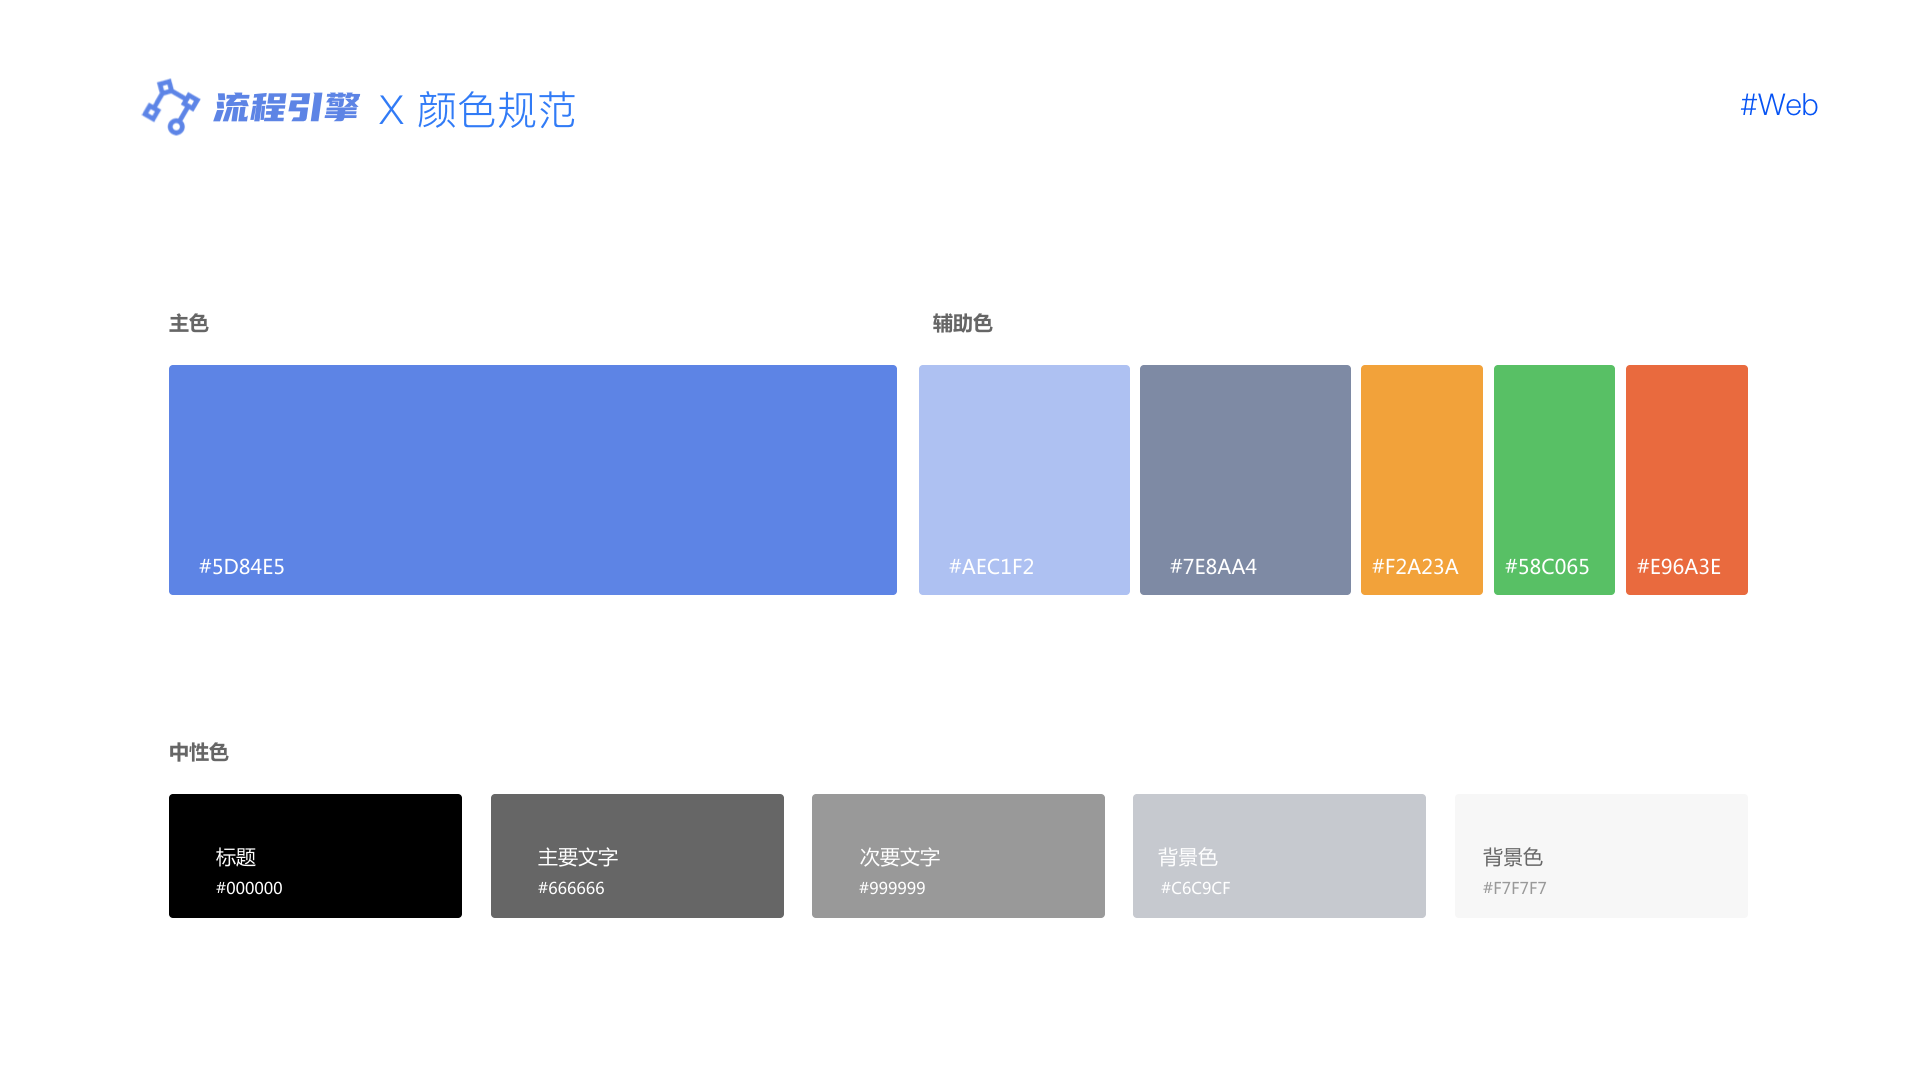 流程引擎 X 颜色规范
#Web
主色
辅助色
#5D84E5
#AEC1F2
#7E8AA4
#F2A23A
#58C065
#E96A3E
中性色
标题
#000000
主要文字
#666666
次要文字
#999999
背景色
#C6C9CF
背景色
#F7F7F7